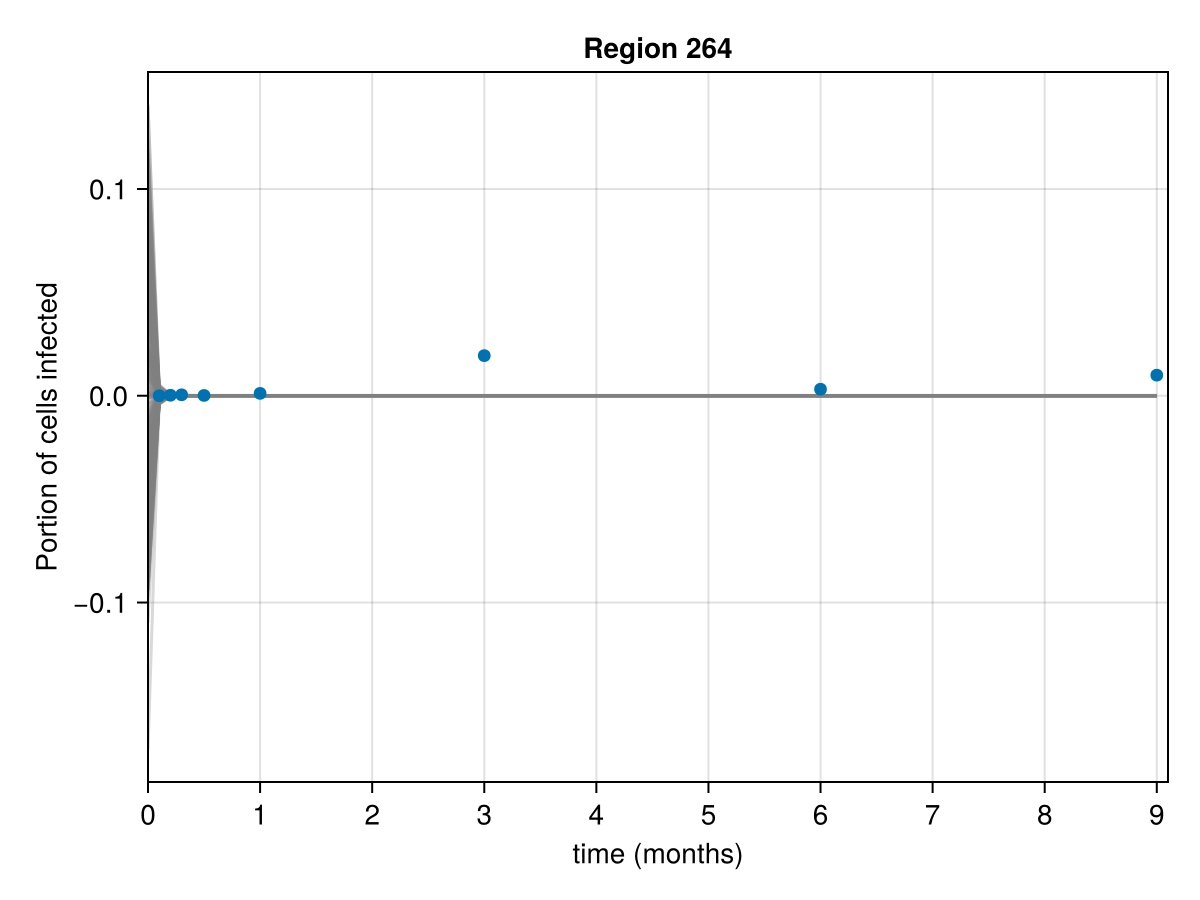 Region 264
Portion of cells infected
0.1
0.0
−0.1
0 1 2 3 4 5 6 7 8 9
time (months)